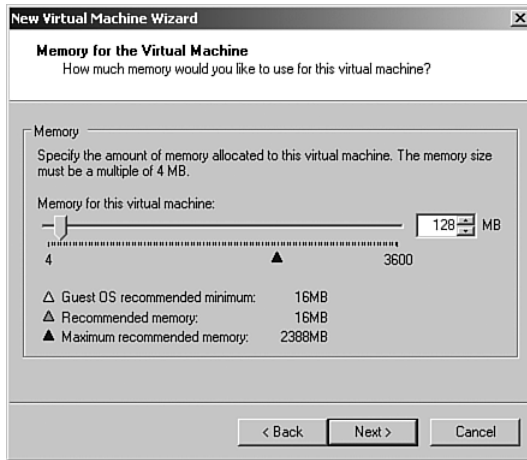 New Virtual Machine Wizard
Memory for the Virtual Machine
How much memory would you like to use for this virtual machine?
Memory
Specify the amount of memory allocated to this virtual machine. The memory size
must be a multiple of 4 MB.
Memory for this virtual machine:
128 MB
4 3600
Guest OS recommended minimum: 16MB
Recommended memory: 16MB
Maximum recommended memory: 2388MB
< Back Next > Cancel